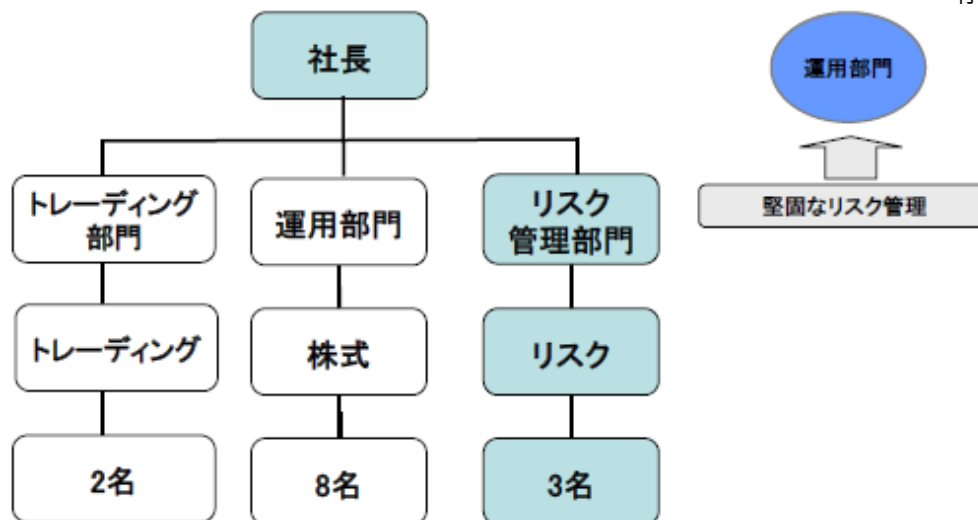 社長
運用部門
堅固なリスク管理
トレーディング
部門
運用部門
リスク
管理部門
トレーディング
株式
リスク
2名
8名
3名